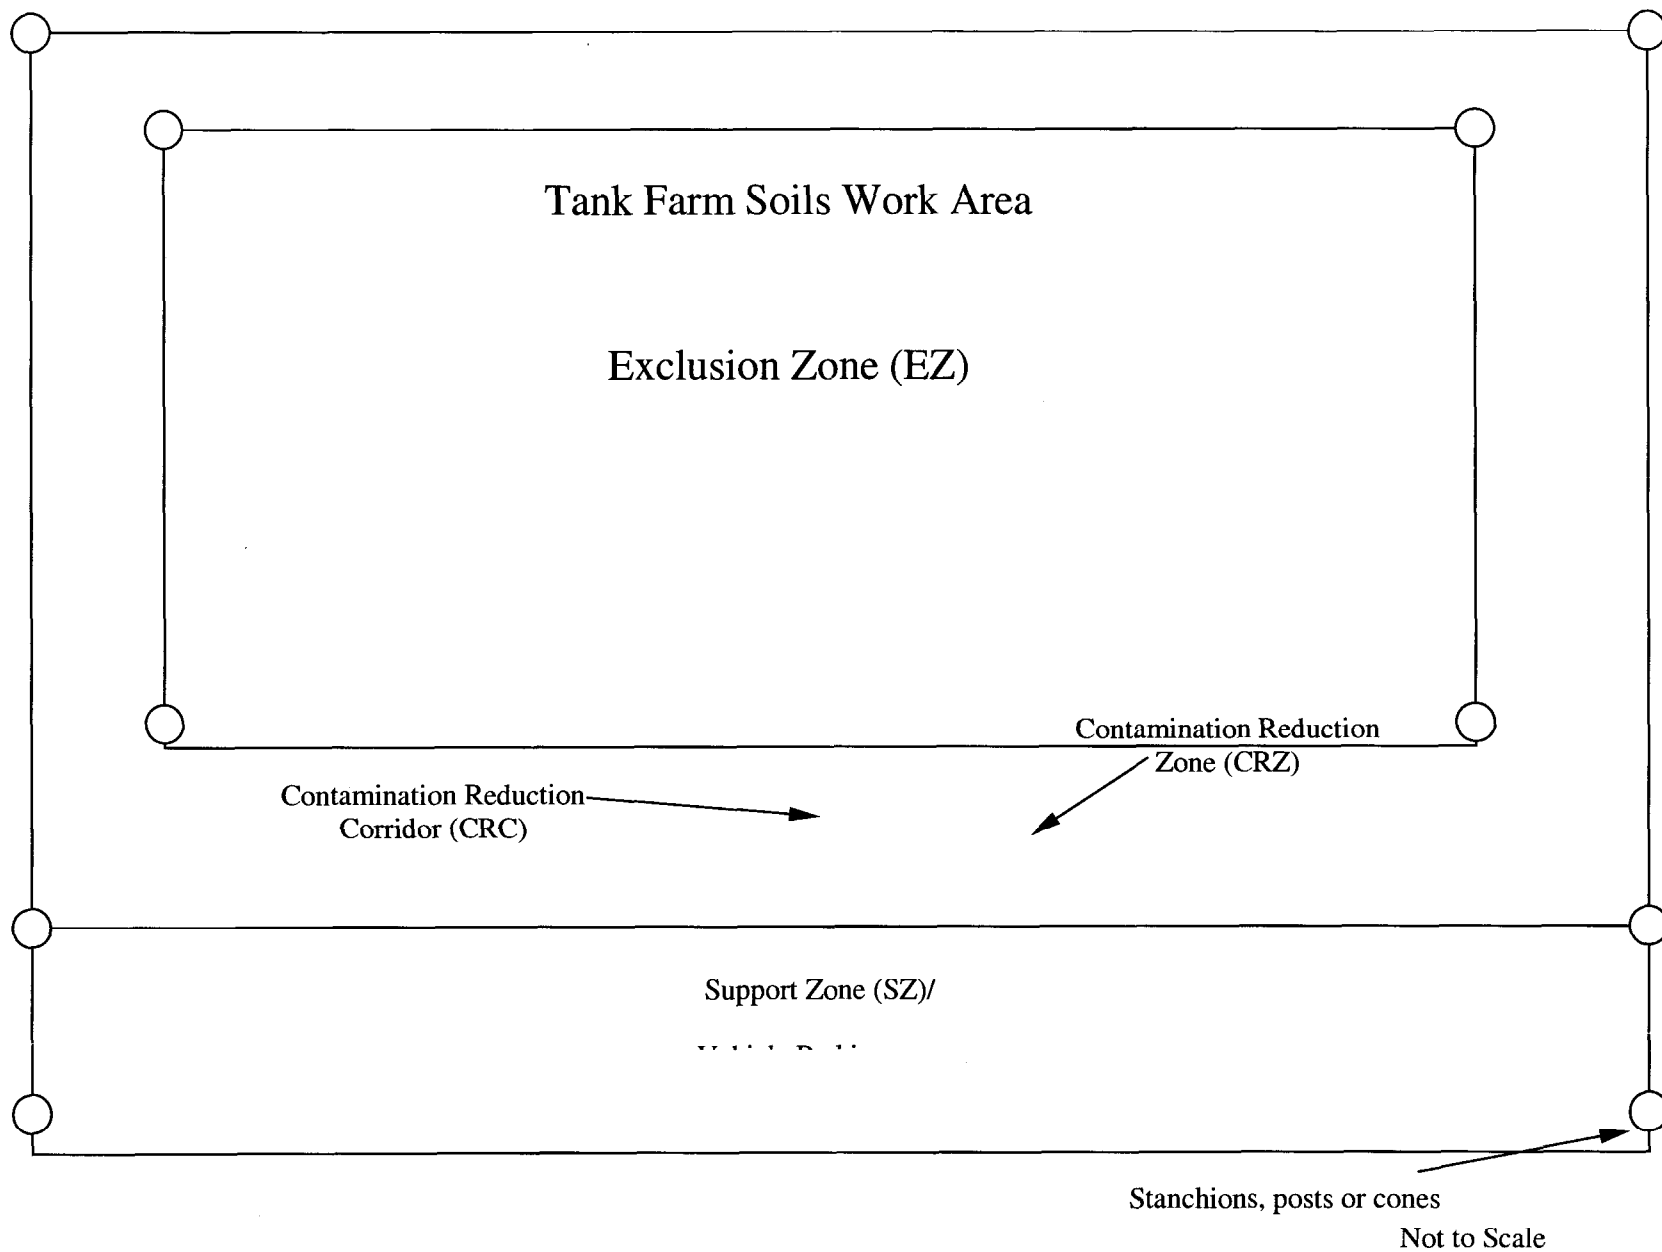 Tank Farm Soils Work Area
Exclusion Zone (EZ)
Contamination Reduction
Zone (CRZ)
Contamination Reduction
Corridor (CRC)
Support Zone (SZ)/
Stanchions, posts or cones
Not to Scale